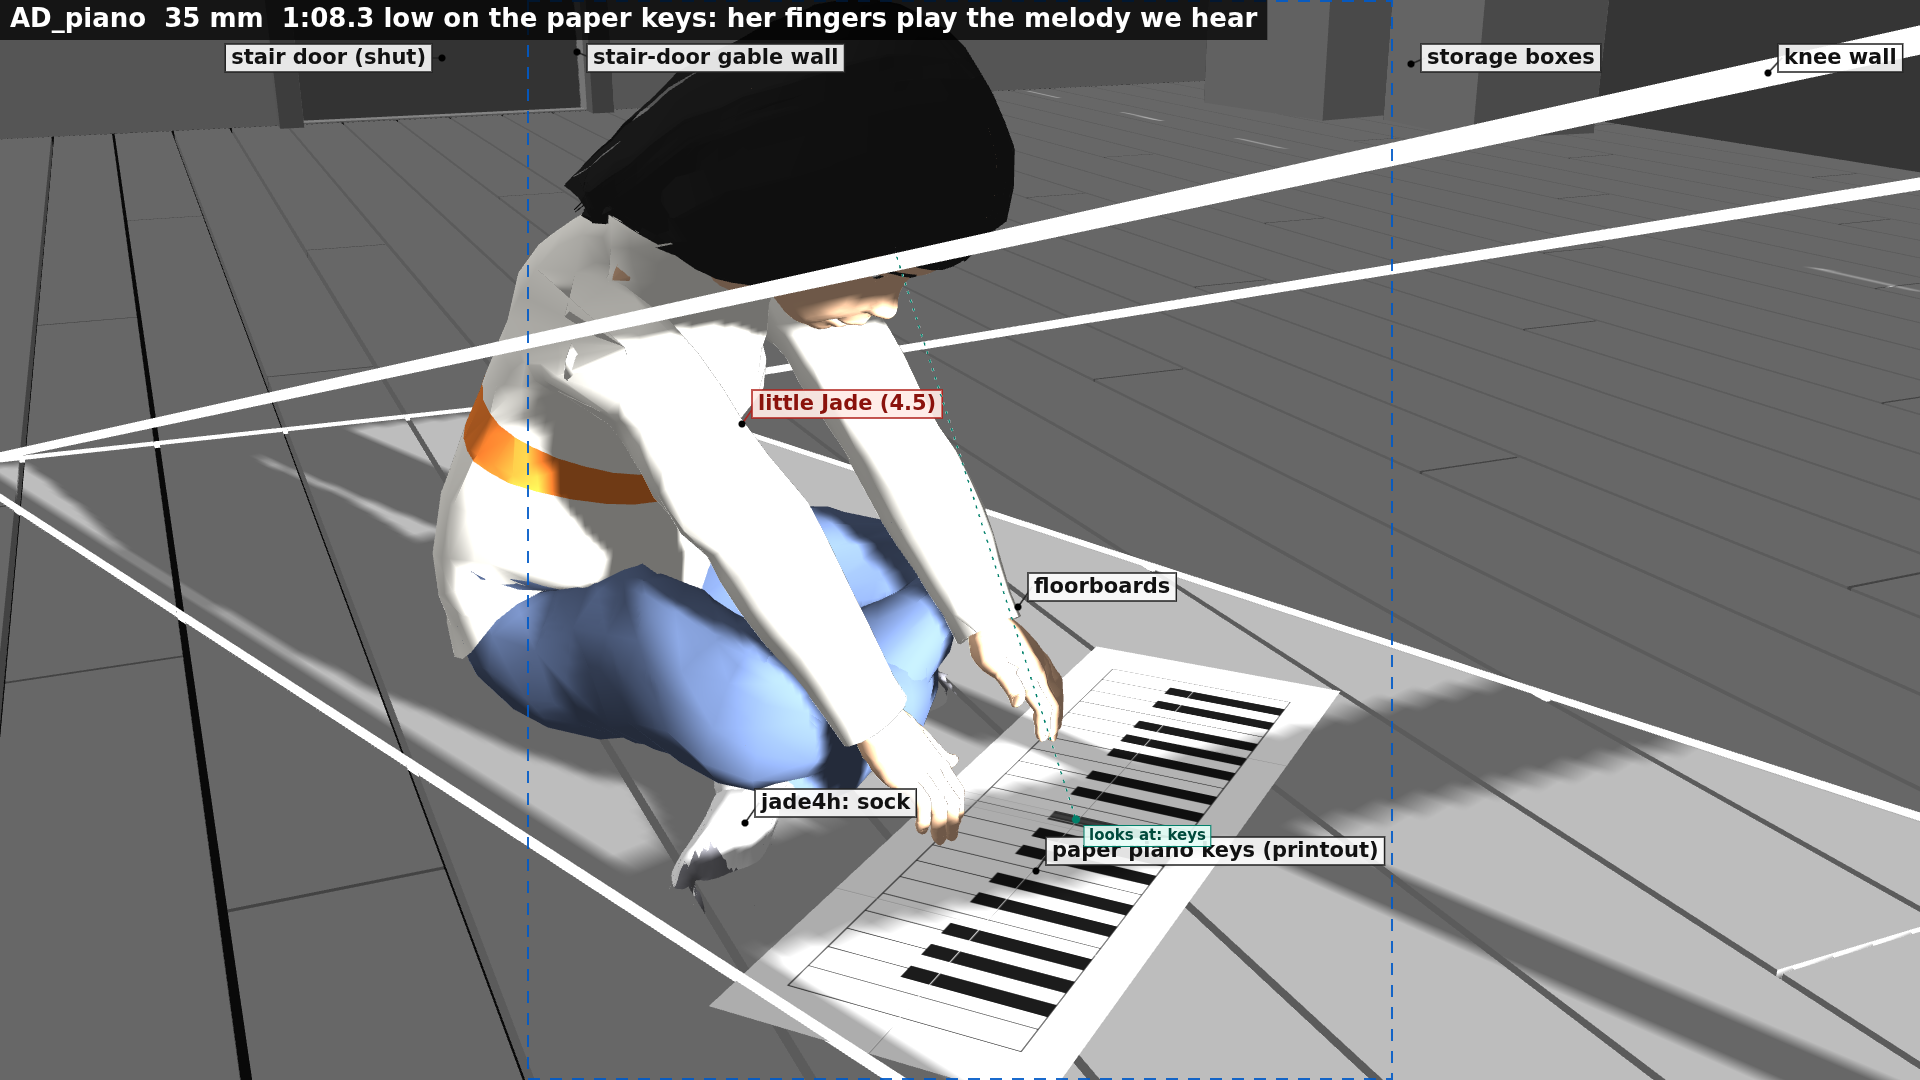 AD_piano  35 mm  1:08.3 low on the paper keys: her fingers play the melody we hear
stair door (shut)
stair-door gable wall
storage boxes
knee wall
little Jade (4.5)
floorboards
jade4h: sock
looks at: keys
paper piano keys (printout)